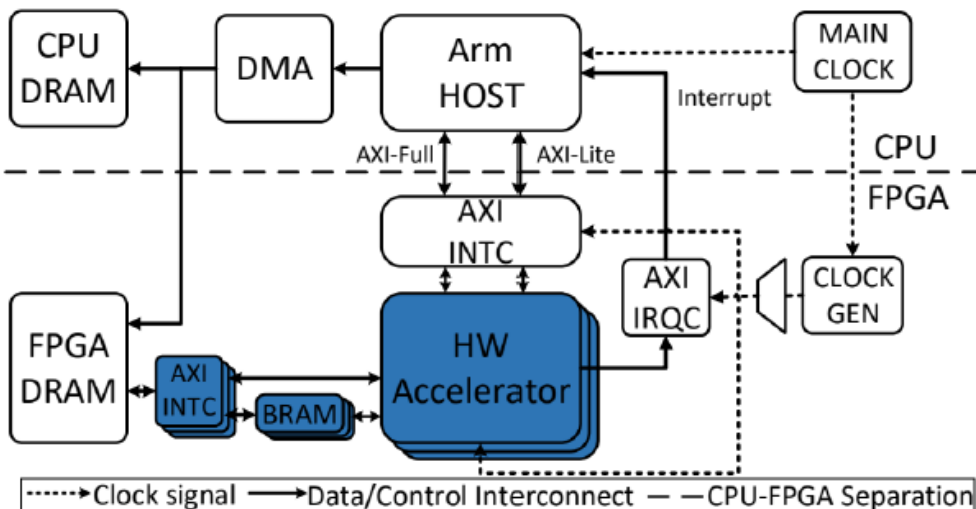 CPU
DRAM
DMA
Arm
HOST
MAIN
CLOCK
Interrupt
AXI-Full
AXI-Lite
CPU
FPGA
AXI
INTC
AXI
IRQC
CLOCK
GEN
FPGA
DRAM
AXI
INTC
BRAM
HW
Accelerator
Clock signal
Data/Control Interconnect
CPU-FPGA Separation